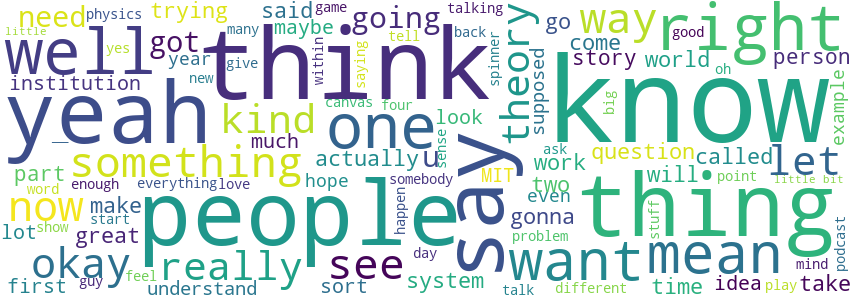 little physics trying said game talking going way right
need many maybe tell back go good
well yes got think theory come
year give within saying spinner supposed story world person
institution new canvas four look oh know
yeah kind one sense say big example
something much actually u ask question called let
part enough everything love hope MIT work will point little bit
word somebody two
now make people happen even thing
lot show start great stuff podcast
okay really see day want gonna mean
feel system problem mind
first guy understand sort talk different time idea play take